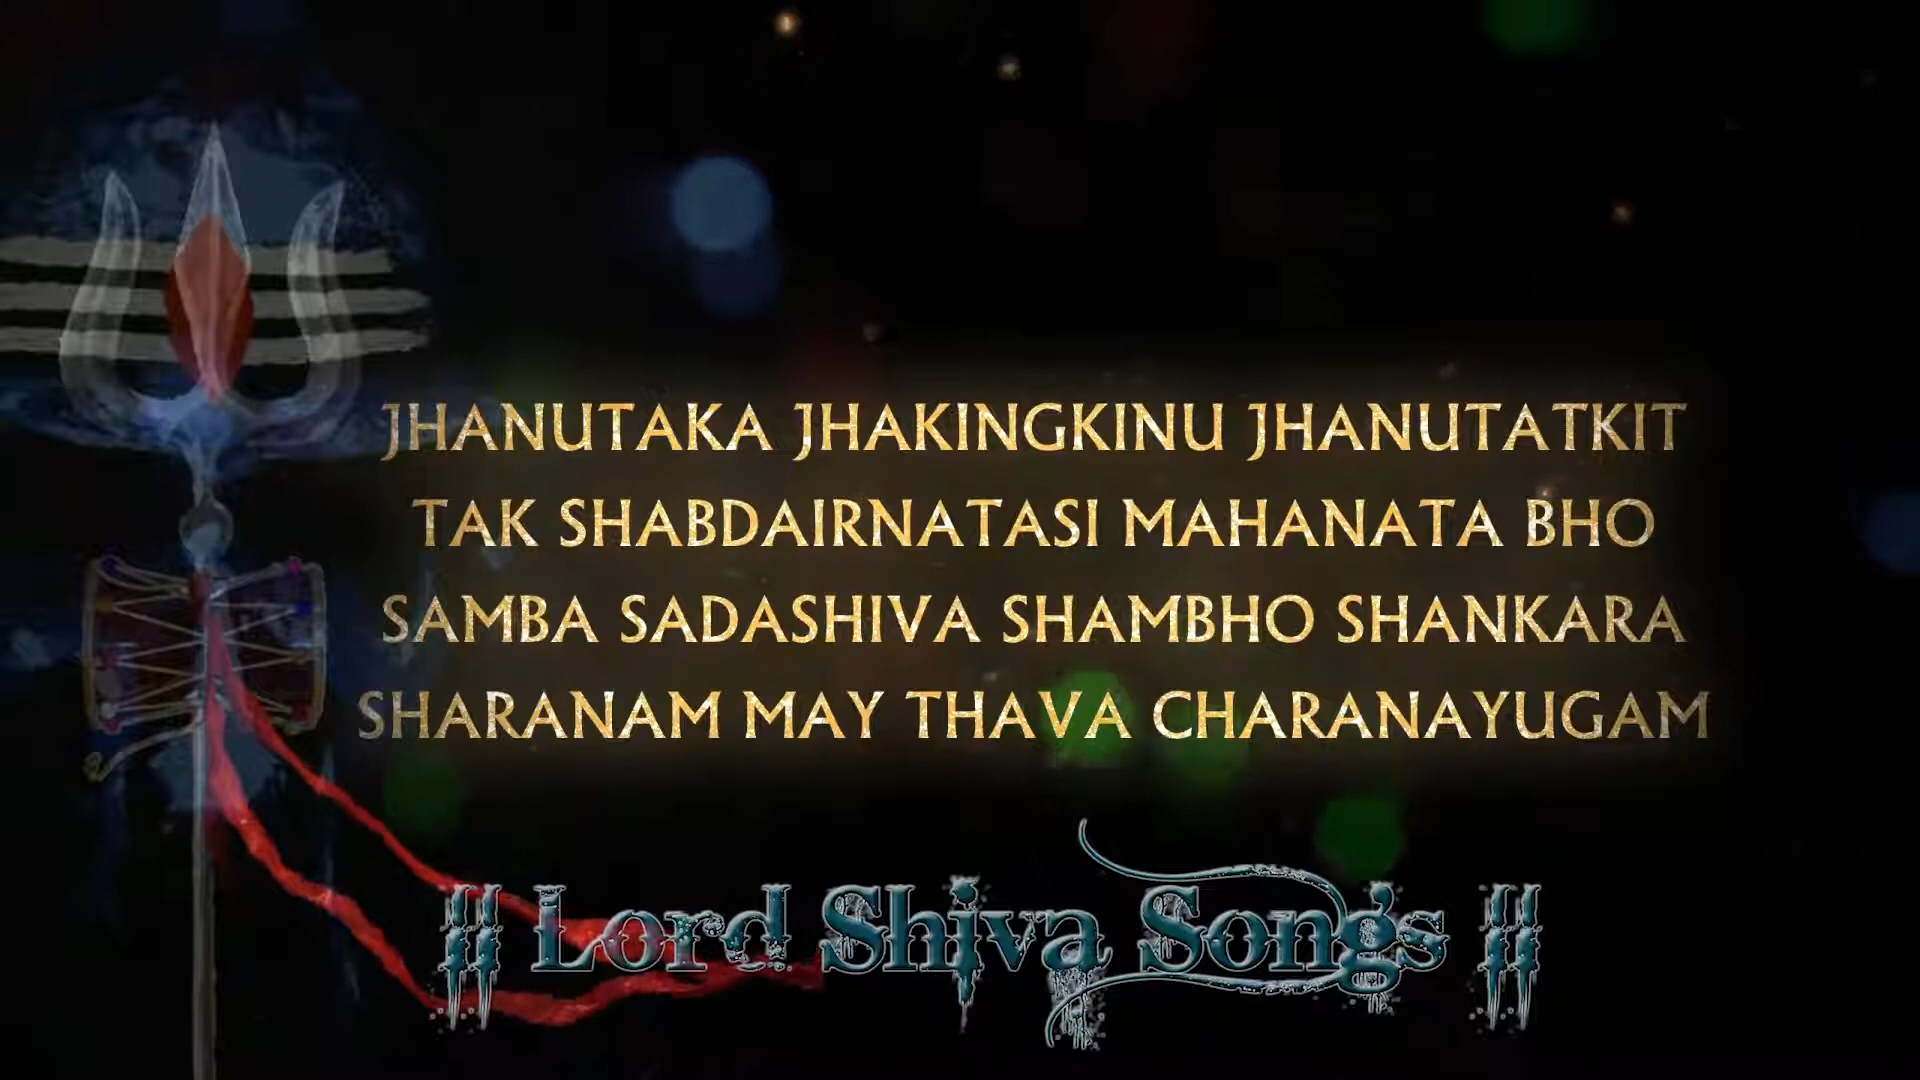 JHANUTAKA JHAKINGKINU JHANUTATKIT
TAK SHABDAIRNATASI MAHANATA BHO
SAMBA SADASHIVA SHAMBHO SHANKARA
SHARANAM MAY THAVA CHARANAYUGAM
|| Lord Shiva Songs ||